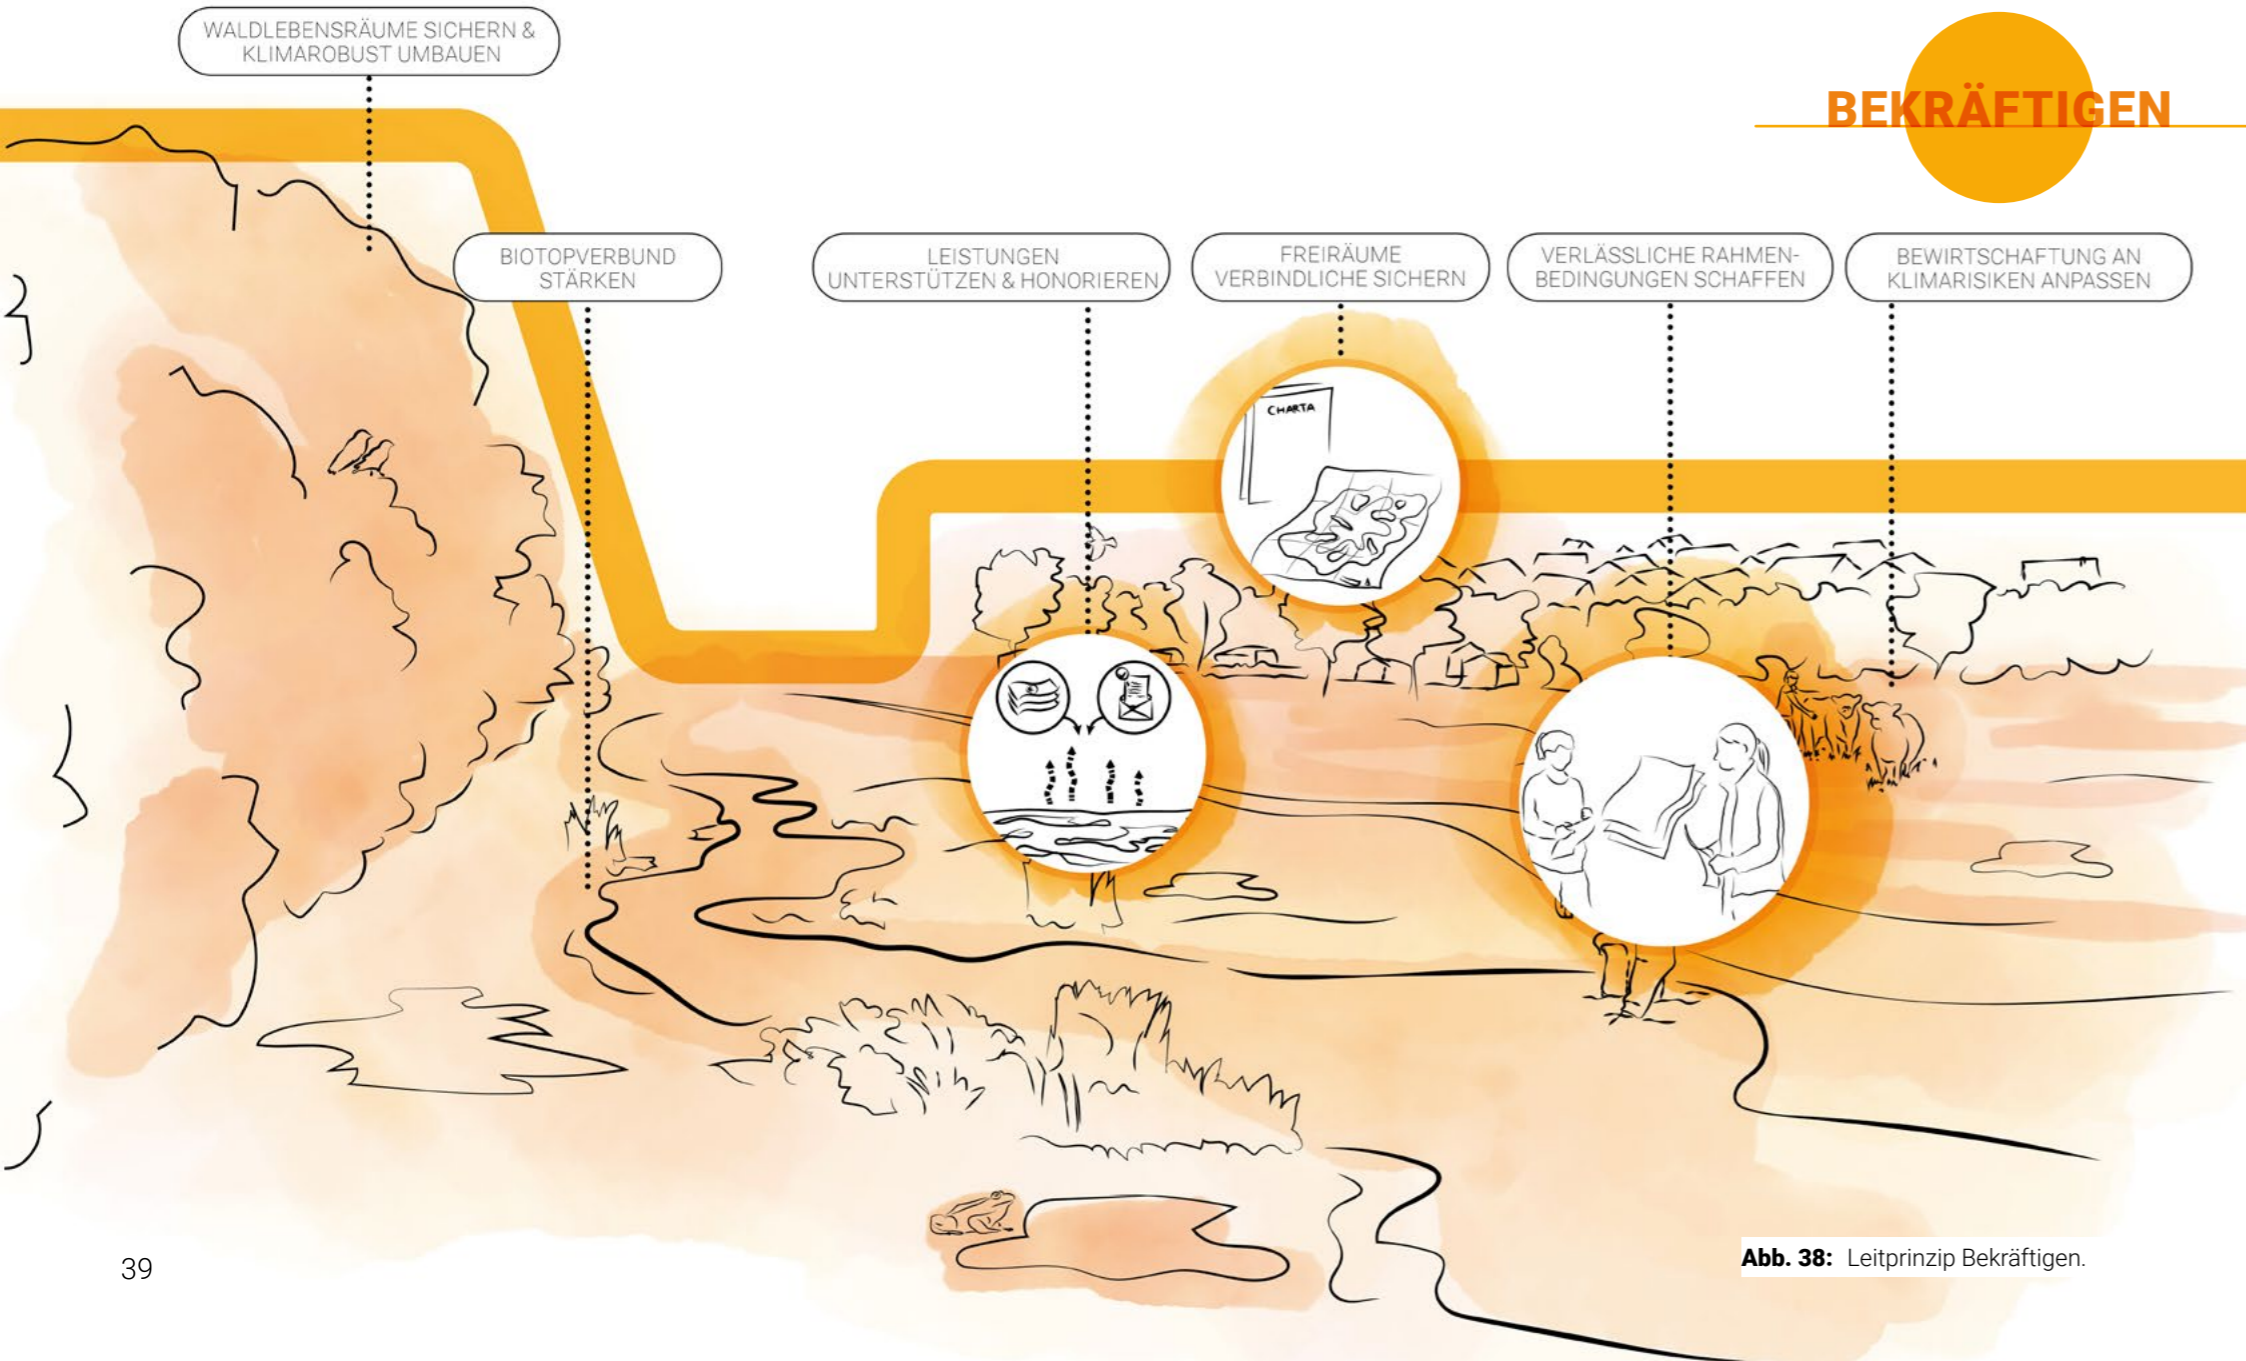 WALDLEBENSRÄUME SICHERN &
KLIMAROBUST UMBAUEN
BEKRÄFTIGEN
BIOTOPVERBUND
STÄRKEN
LEISTUNGEN
UNTERSTÜTZEN & HONORIEREN
FREIRÄUME
VERBINDLICHE SICHERN
VERLÄSSLICHE RAHMEN-
BEDINGUNGEN SCHAFFEN
BEWIRTSCHAFTUNG AN
KLIMARISIKEN ANPASSEN
CHARTA
39
Abb. 38: Leitprinzip Bekräftigen.